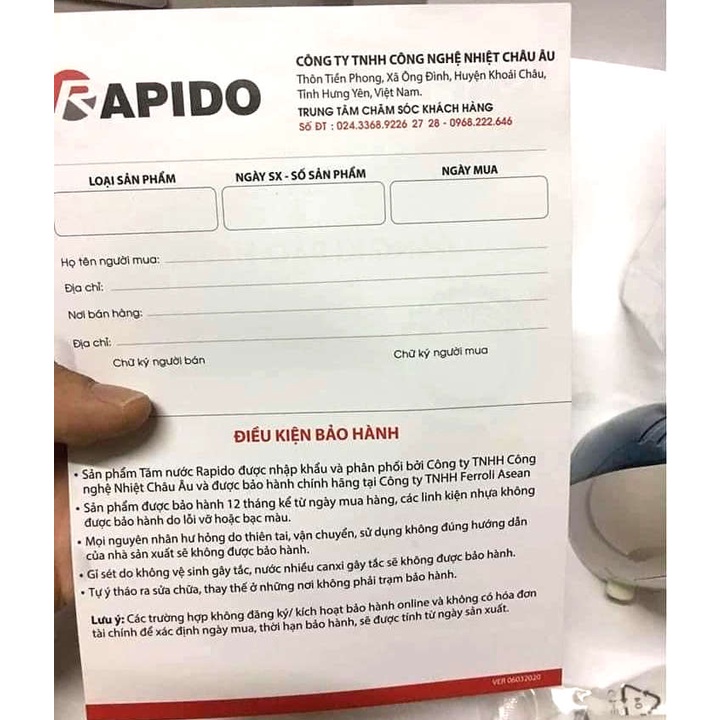 RAPIDO
CÔNG TY TNHH CÔNG NGHỆ NHIỆT CHÂU ÂU
Thôn Tiền Phong, Xã Ông Đình, Huyện Khoái Châu,
Tỉnh Hưng Yên, Việt Nam.
TRUNG TÂM CHĂM SÓC KHÁCH HÀNG
Số ĐT : 024.3368.9226 27 28 - 0968.222.646
LOẠI SẢN PHẨM
NGÀY SX - SỐ SẢN PHẨM
NGÀY MUA
Họ tên người mua:
Địa chỉ:
Nơi bán hàng:
Địa chỉ:
Chữ ký người bán
Chữ ký người mua
ĐIỀU KIỆN BẢO HÀNH
• Sản phẩm Tăm nước Rapido được nhập khẩu và phân phối bởi Công ty TNHH Công
nghệ Nhiệt Châu Âu và được bảo hành chính hãng tại Công ty TNHH Ferroli Asean
• Sản phẩm được bảo hành 12 tháng kể từ ngày mua hàng, các linh kiện nhựa không
được bảo hành do lỗi vỡ hoặc bạc màu.
• Mọi nguyên nhân hư hỏng do thiên tai, vận chuyển, sử dụng không đúng hướng dẫn
của nhà sản xuất sẽ không được bảo hành.
• Gỉ sét do không vệ sinh gây tắc, nước nhiều canxi gây tắc sẽ không được bảo hành.
• Tự ý tháo ra sửa chữa, thay thế ở những nơi không phải trạm bảo hành.
Lưu ý: Các trường hợp không đăng ký/ kích hoạt bảo hành online và không có hóa đơn
tài chính để xác định ngày mua, thời hạn bảo hành, sẽ được tính từ ngày sản xuất.
VER 06032020